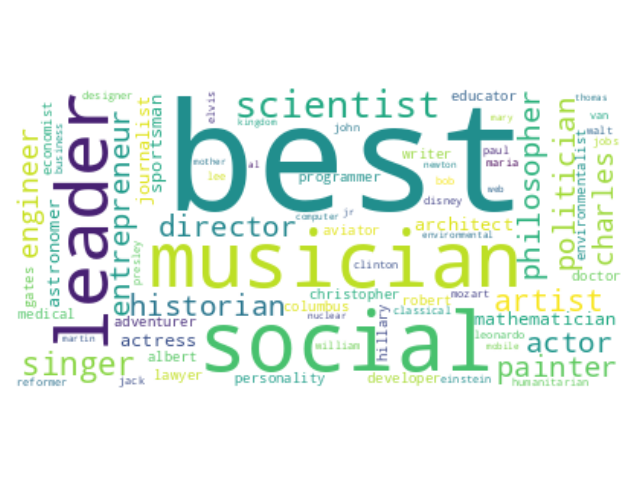 designer
elvis
educator
thomas
scientist
best
kingdom
john
mary
van
walt
jobs
journalist
sportsman
economist
business
engineer
leader
entrepreneur
philosopher
politician
environmentalist
charles
mother
al
lee
writer
paul
maria
newton
programmer
bob
web
disney
computer
jr
director
aviator
architect
environmental
astronomer
musician
presley
clinton
doctor
gates
medical
historian
christopher
columbus
nuclear
robert
mozart
classical
artist
mathematician
adventurer
martin
actress
social
hillary
leonardo
mobile
actor
singer
albert
william
painter
reformer
jack
lawyer
personality
developer
einstein
humanitarian